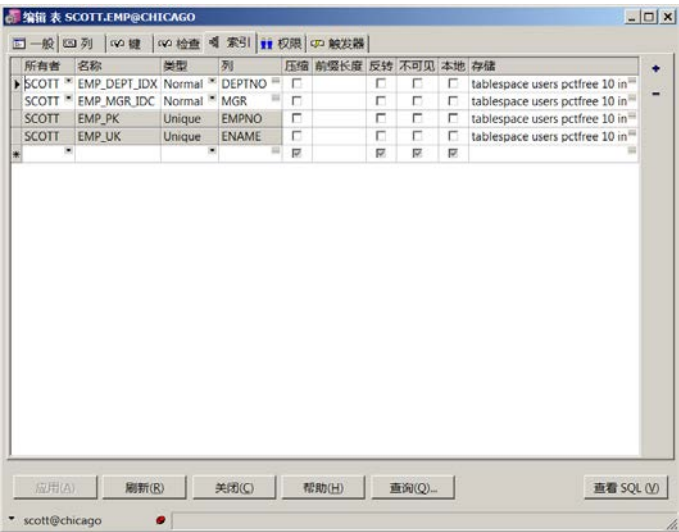 编辑 表 SCOTT.EMP@CHICAGO
一般 列 键 检查 索引 权限 触发器
所有者 名称 类型 列 压缩 前缀长度 反转 不可见 本地 存储
SCOTT EMP_DEPT_IDX Normal DEPTNO tablespace users pctfree 10 in
SCOTT EMP_MGR_IDC Normal MGR tablespace users pctfree 10 in
SCOTT EMP_PK Unique EMPNO tablespace users pctfree 10 in
SCOTT EMP_UK Unique ENAME tablespace users pctfree 10 in
应用(A) 刷新(R) 关闭(C) 帮助(H) 查询(Q)... 查看 SQL (V)
scott@chicago